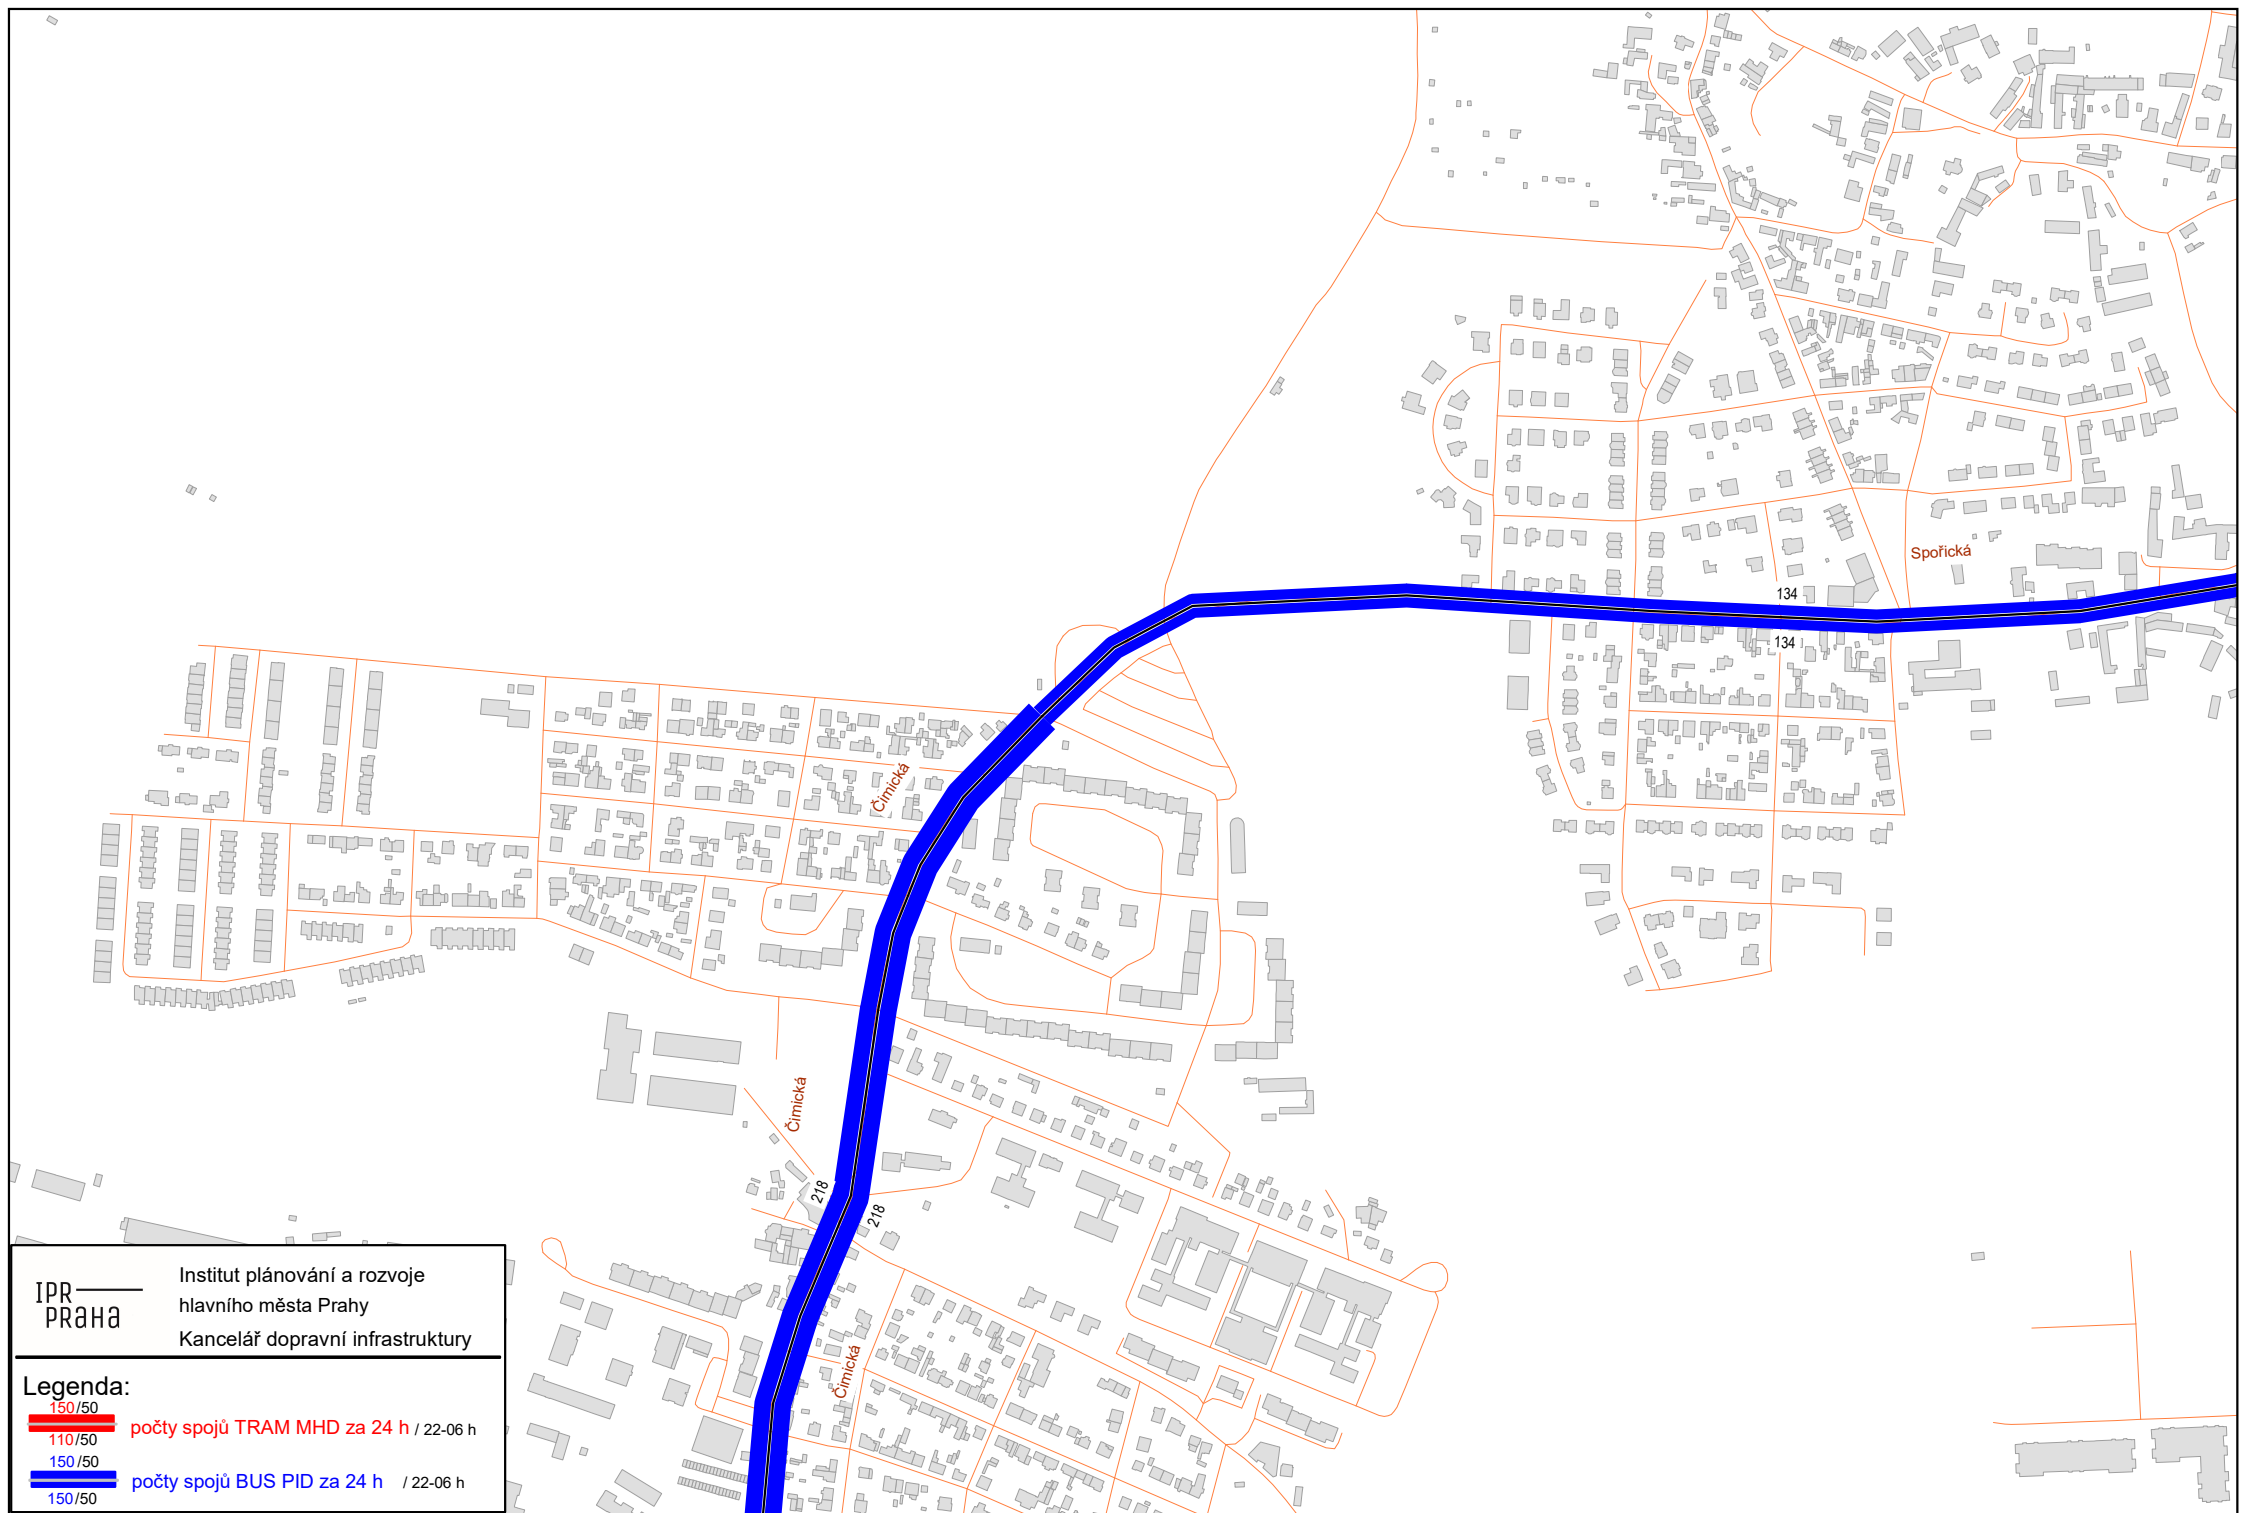 Spořická
134
134
Čimická
Čimická
218
218
Čimická
IPR
PRAHA
Institut plánování a rozvoje
hlavního města Prahy
Kancelář dopravní infrastruktury
Legenda:
150/50
110/50
počty spojů TRAM MHD za 24 h / 22-06 h
150/50
150/50
počty spojů BUS PID za 24 h / 22-06 h